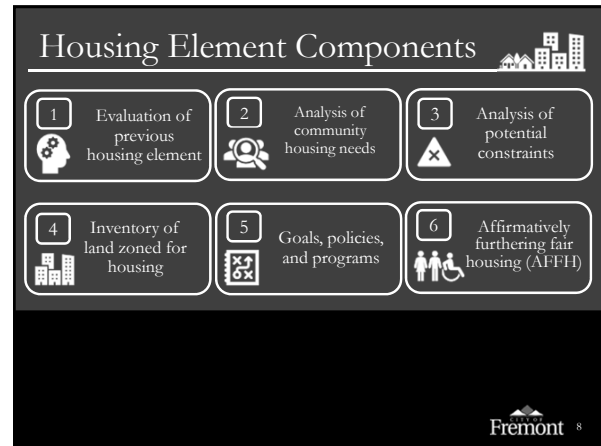 Housing Element Components
1
Evaluation of
previous
housing element
2
Analysis of
community
housing needs
3
Analysis of
potential
constraints
4
Inventory of
land zoned for
housing
5
Goals, policies,
and programs
6
Affirmatively
furthering fair
housing (AFFH)
CITY OF
Fremont
8